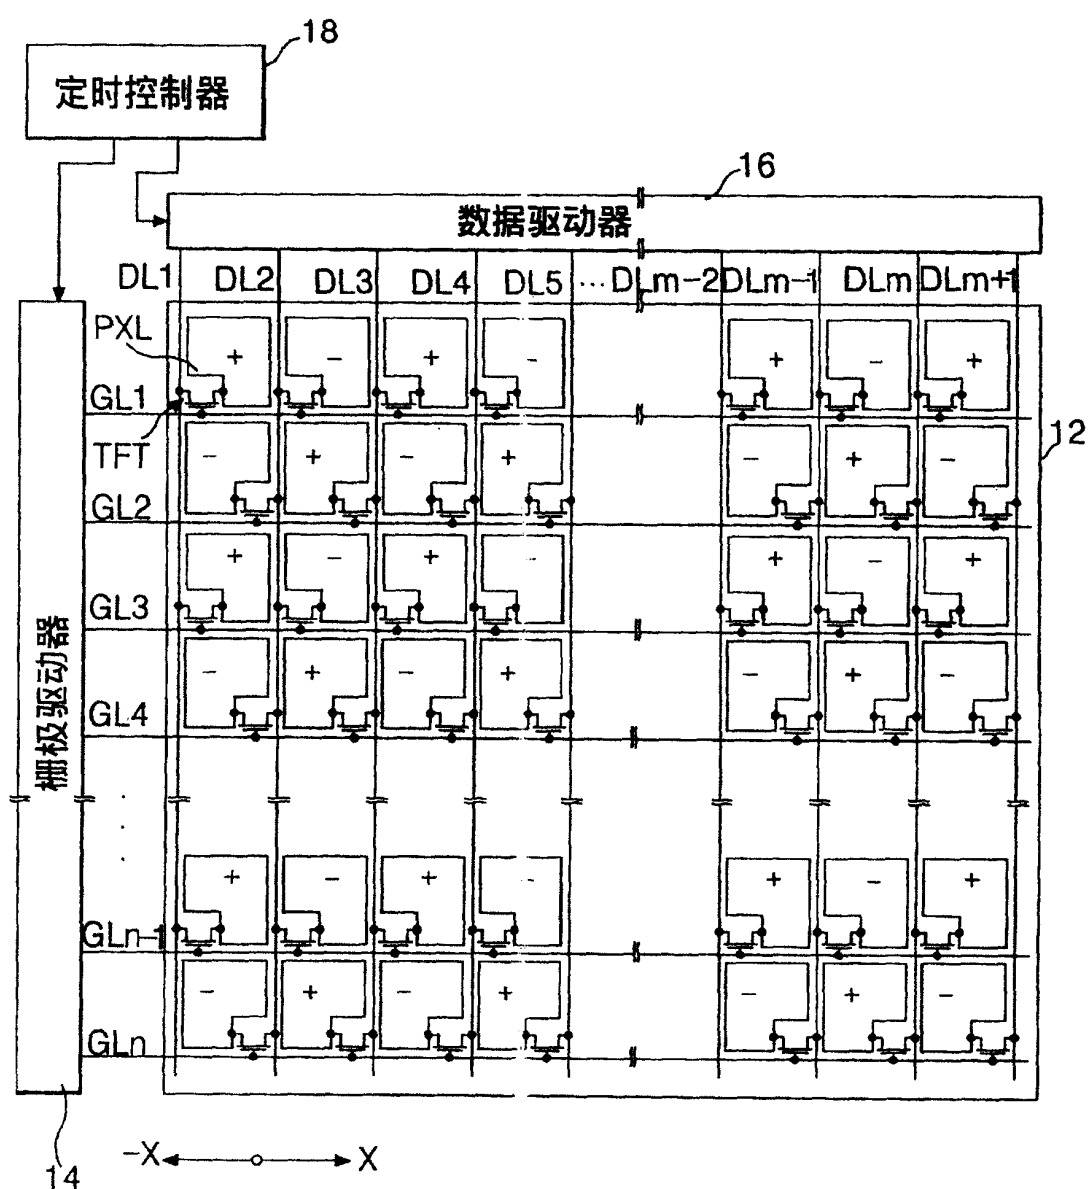 18
定时控制器
16
数据驱动器
DL1 DL2 DL3 DL4 DL5 ... DLm-2 DLm-1 DLm DLm+1
PXL
+ - + - + - +
GL1
12
TFT
- + - + - + -
GL2
+ - + - + - +
GL3
栅极驱动器
- + - + - + -
GL4
+ - + - + - +
GLn-1
- + - + - + -
GLn
14
-X X